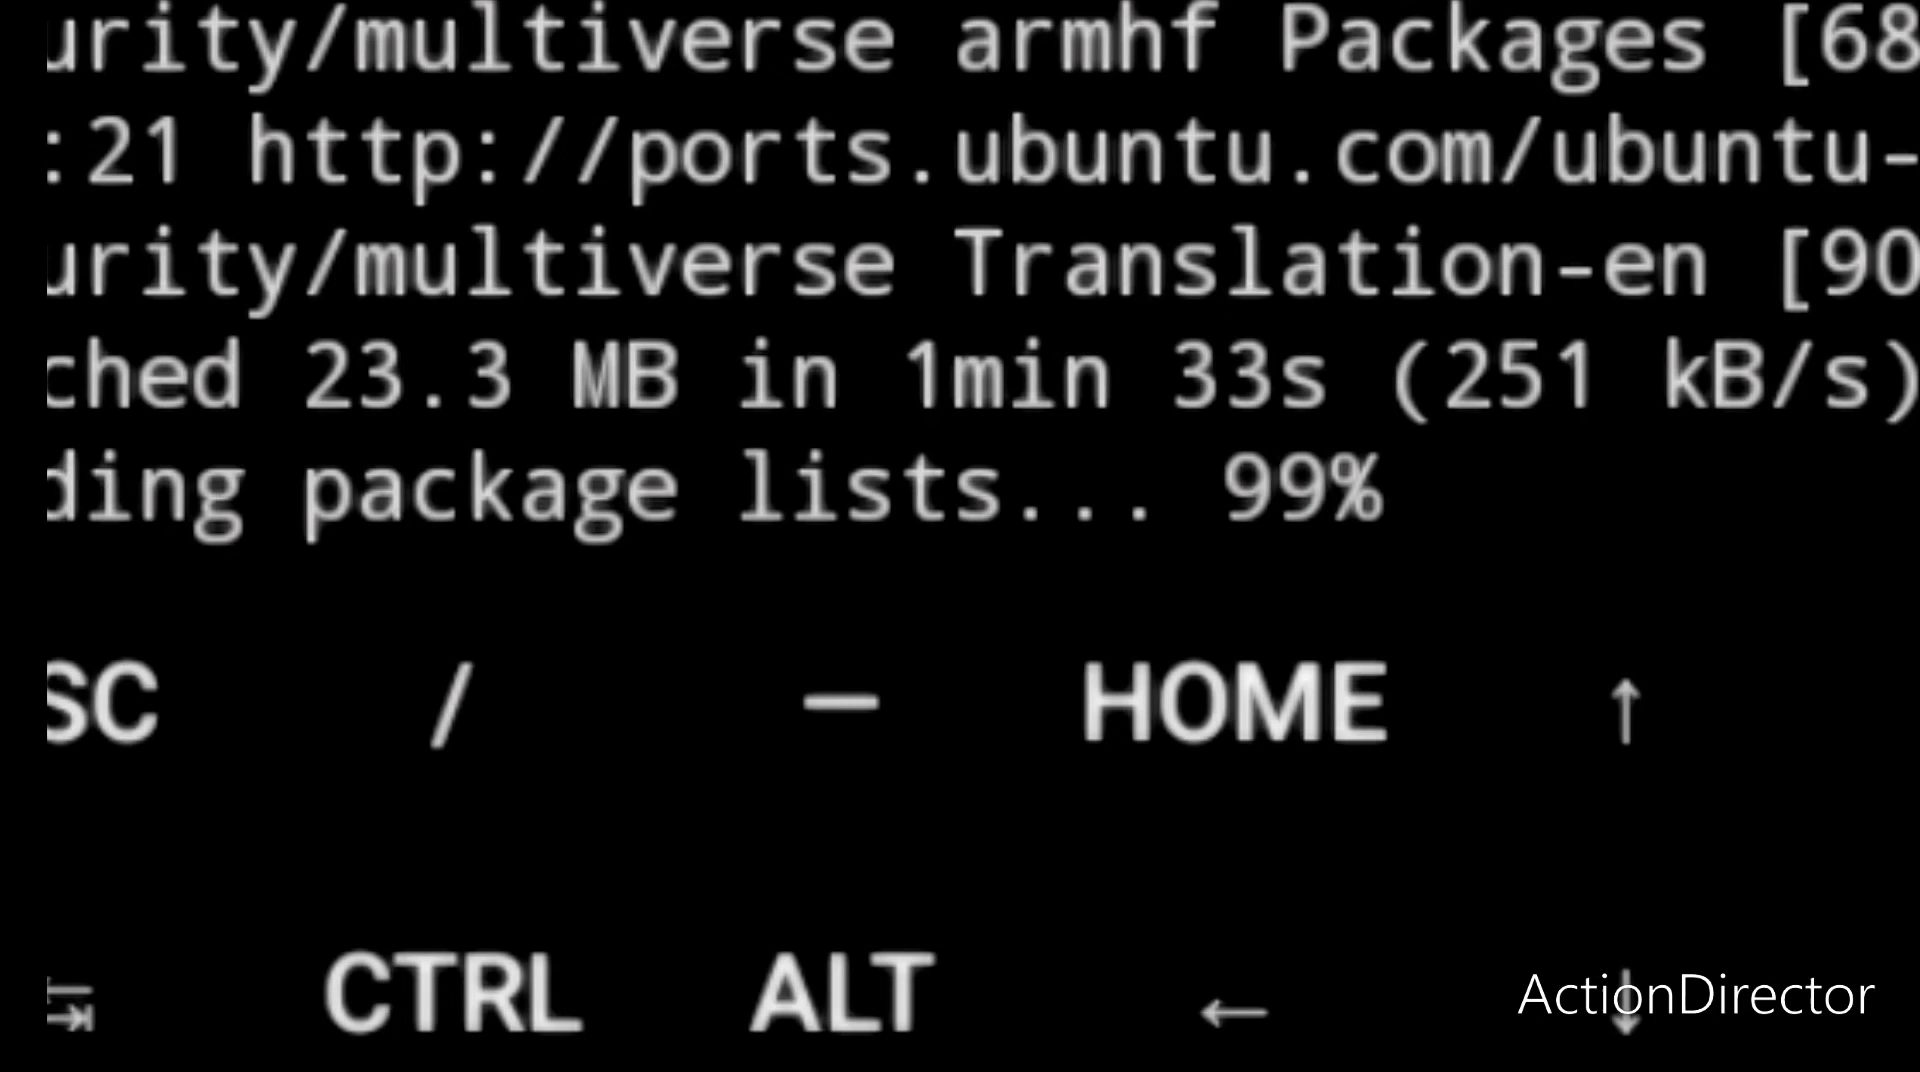 urity/multiverse armhf Packages [68
:21 http://ports.ubuntu.com/ubuntu-
urity/multiverse Translation-en [90
ched 23.3 MB in 1min 33s (251 kB/s)
ding package lists... 99%
SC / — HOME ↑
↹ CTRL ALT ← ↓
ActionDirector